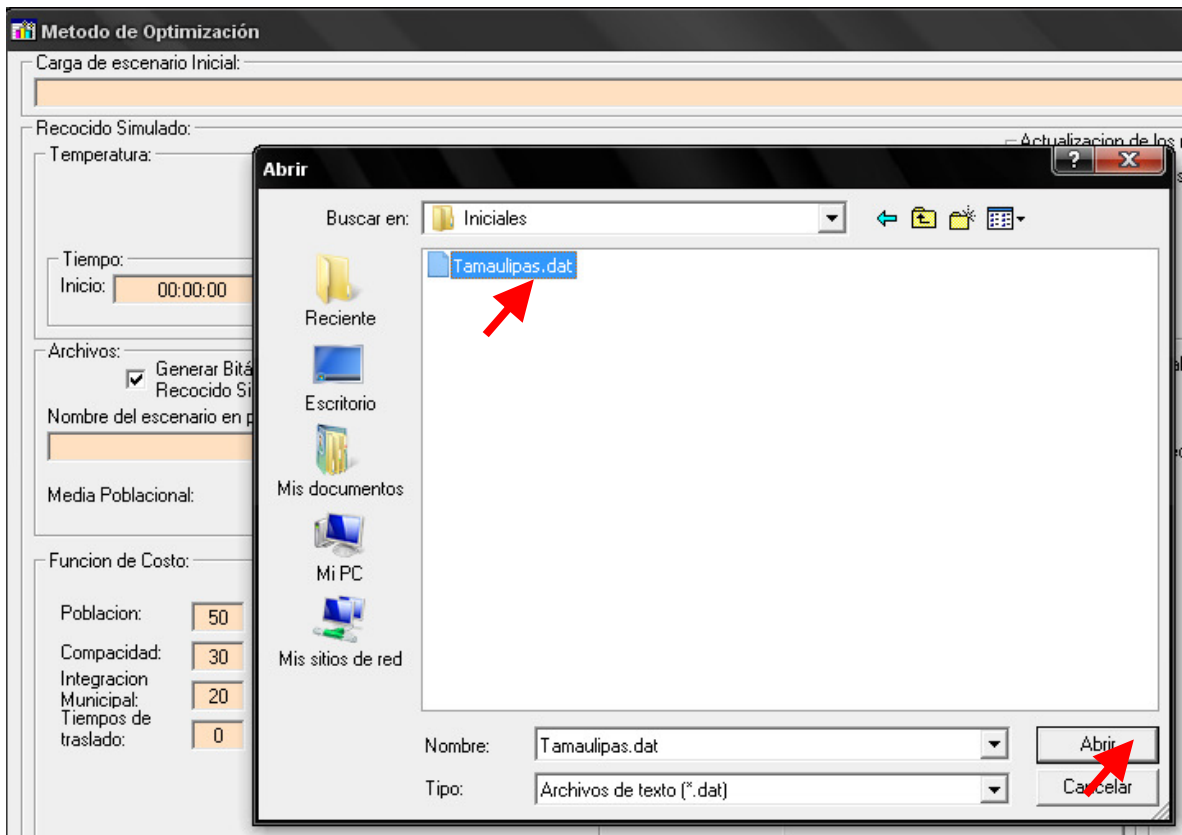 Metodo de Optimización
Carga de escenario Inicial:
Recocido Simulado:
Actualizacion de los
Temperatura:
Tiempo:
Inicio: 00:00:00
Archivos:
Generar Bitá
Recocido Si
Nombre del escenario en p
Media Poblacional:
Funcion de Costo:
Poblacion: 50
Compacidad: 30
Integracion
Municipal: 20
Tiempos de
traslado: 0
Abrir
? X
Buscar en: Iniciales
Tamaulipas.dat
Reciente
Escritorio
Mis documentos
Mi PC
Mis sitios de red
Nombre: Tamaulipas.dat Abrir
Tipo: Archivos de texto (*.dat) Cancelar